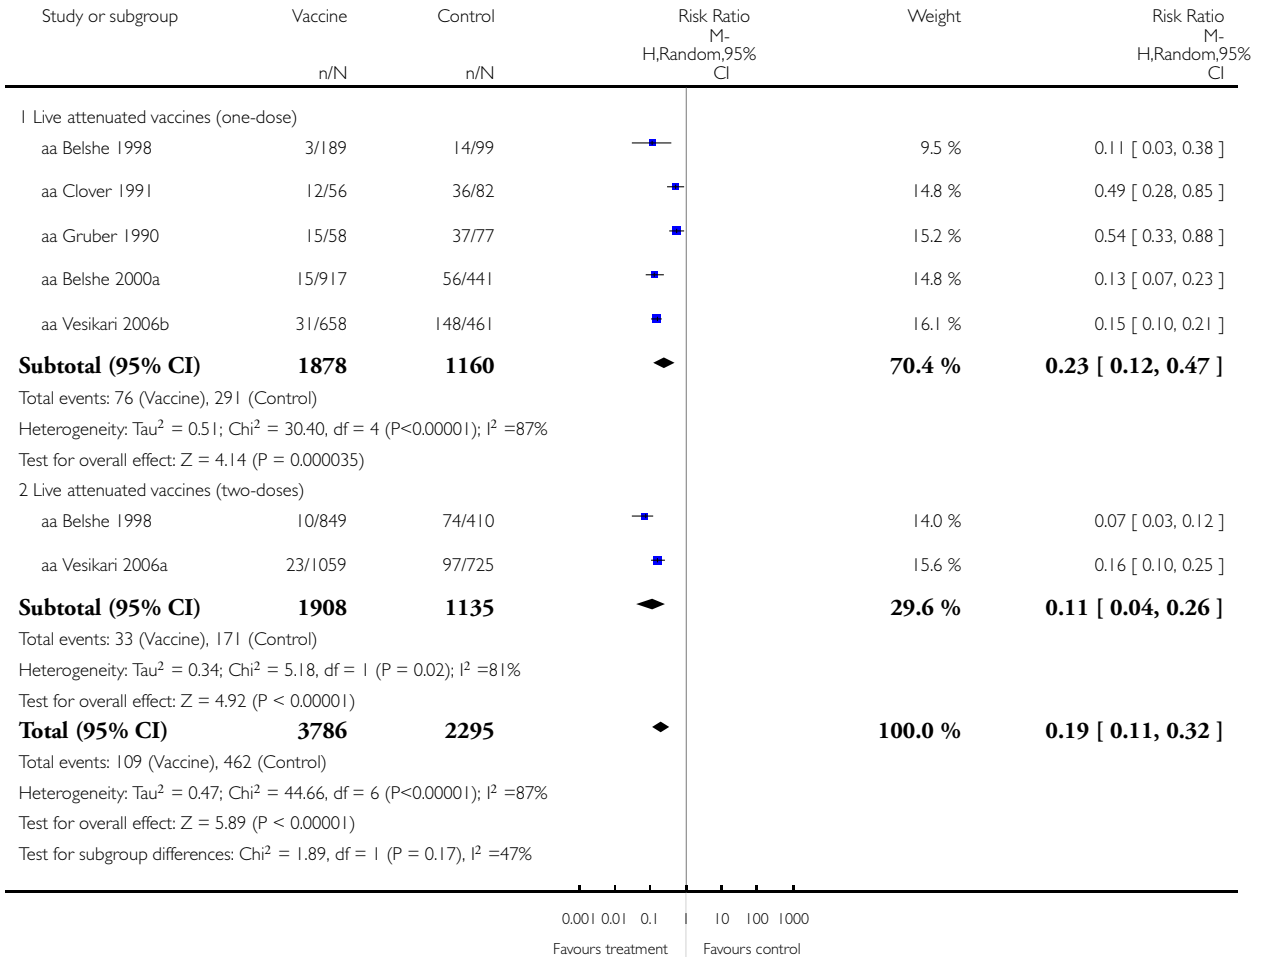 Study or subgroup Vaccine Control Risk Ratio Weight Risk Ratio
M- M-
H,Random,95% H,Random,95%
n/N n/N CI CI
1 Live attenuated vaccines (one-dose)
aa Belshe 1998 3/189 14/99 9.5 % 0.11 [ 0.03, 0.38 ]
aa Clover 1991 12/56 36/82 14.8 % 0.49 [ 0.28, 0.85 ]
aa Gruber 1990 15/58 37/77 15.2 % 0.54 [ 0.33, 0.88 ]
aa Belshe 2000a 15/917 56/441 14.8 % 0.13 [ 0.07, 0.23 ]
aa Vesikari 2006b 31/658 148/461 16.1 % 0.15 [ 0.10, 0.21 ]
Subtotal (95% CI) 1878 1160 70.4 % 0.23 [ 0.12, 0.47 ]
Total events: 76 (Vaccine), 291 (Control)
Heterogeneity: Tau² = 0.51; Chi² = 30.40, df = 4 (P<0.00001); I² =87%
Test for overall effect: Z = 4.14 (P = 0.000035)
2 Live attenuated vaccines (two-doses)
aa Belshe 1998 10/849 74/410 14.0 % 0.07 [ 0.03, 0.12 ]
aa Vesikari 2006a 23/1059 97/725 15.6 % 0.16 [ 0.10, 0.25 ]
Subtotal (95% CI) 1908 1135 29.6 % 0.11 [ 0.04, 0.26 ]
Total events: 33 (Vaccine), 171 (Control)
Heterogeneity: Tau² = 0.34; Chi² = 5.18, df = 1 (P = 0.02); I² =81%
Test for overall effect: Z = 4.92 (P < 0.00001)
Total (95% CI) 3786 2295 100.0 % 0.19 [ 0.11, 0.32 ]
Total events: 109 (Vaccine), 462 (Control)
Heterogeneity: Tau² = 0.47; Chi² = 44.66, df = 6 (P<0.00001); I² =87%
Test for overall effect: Z = 5.89 (P < 0.00001)
Test for subgroup differences: Chi² = 1.89, df = 1 (P = 0.17), I² =47%
0.001 0.01 0.1 1 10 100 1000
Favours treatment Favours control